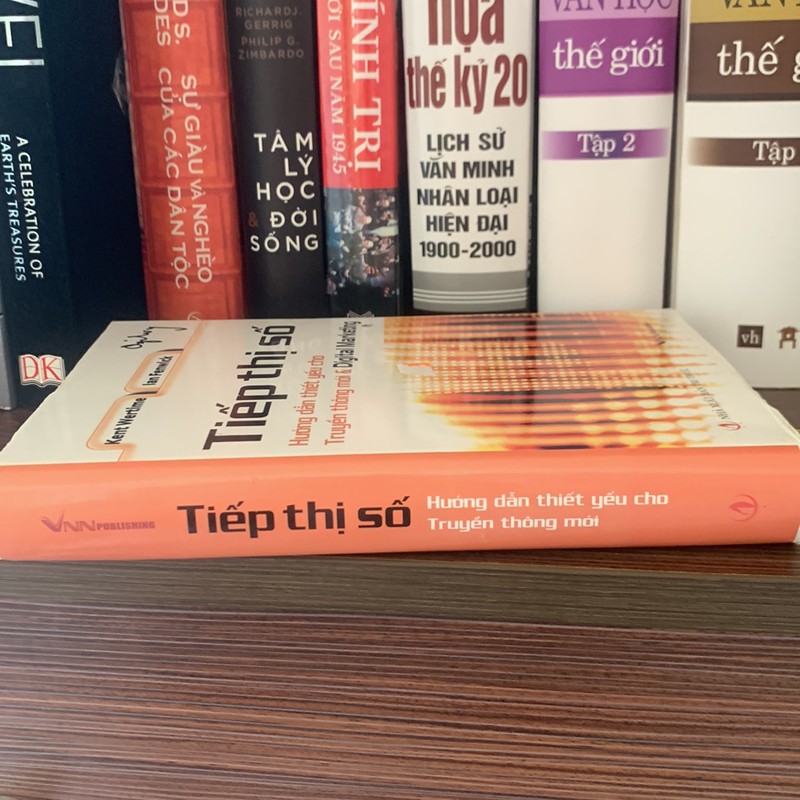 A CELEBRATION OF
EARTH'S TREASURES
DK
SỰ GIÀU VÀ NGHÈO
CỦA CÁC DÂN TỘC
RICHARD J.
GERRIG
PHILIP G.
ZIMBARDO
TÂM
LÝ
HỌC
& ĐỜI
SỐNG
SAU NĂM 1945
thế kỷ 20
LỊCH SỬ
VĂN MINH
NHÂN LOẠI
HIỆN ĐẠI
1900-2000
VĂN HỌC
thế giới
Tập 2
thế
Tập
vh
Kent Wertime
Ian Fenwick
Tiếp thị số
Hướng dẫn thiết yếu cho
Truyền thông mới & Digital Marketing
VNN PUBLISHING
Tiếp thị số
Hướng dẫn thiết yếu cho
Truyền thông mới